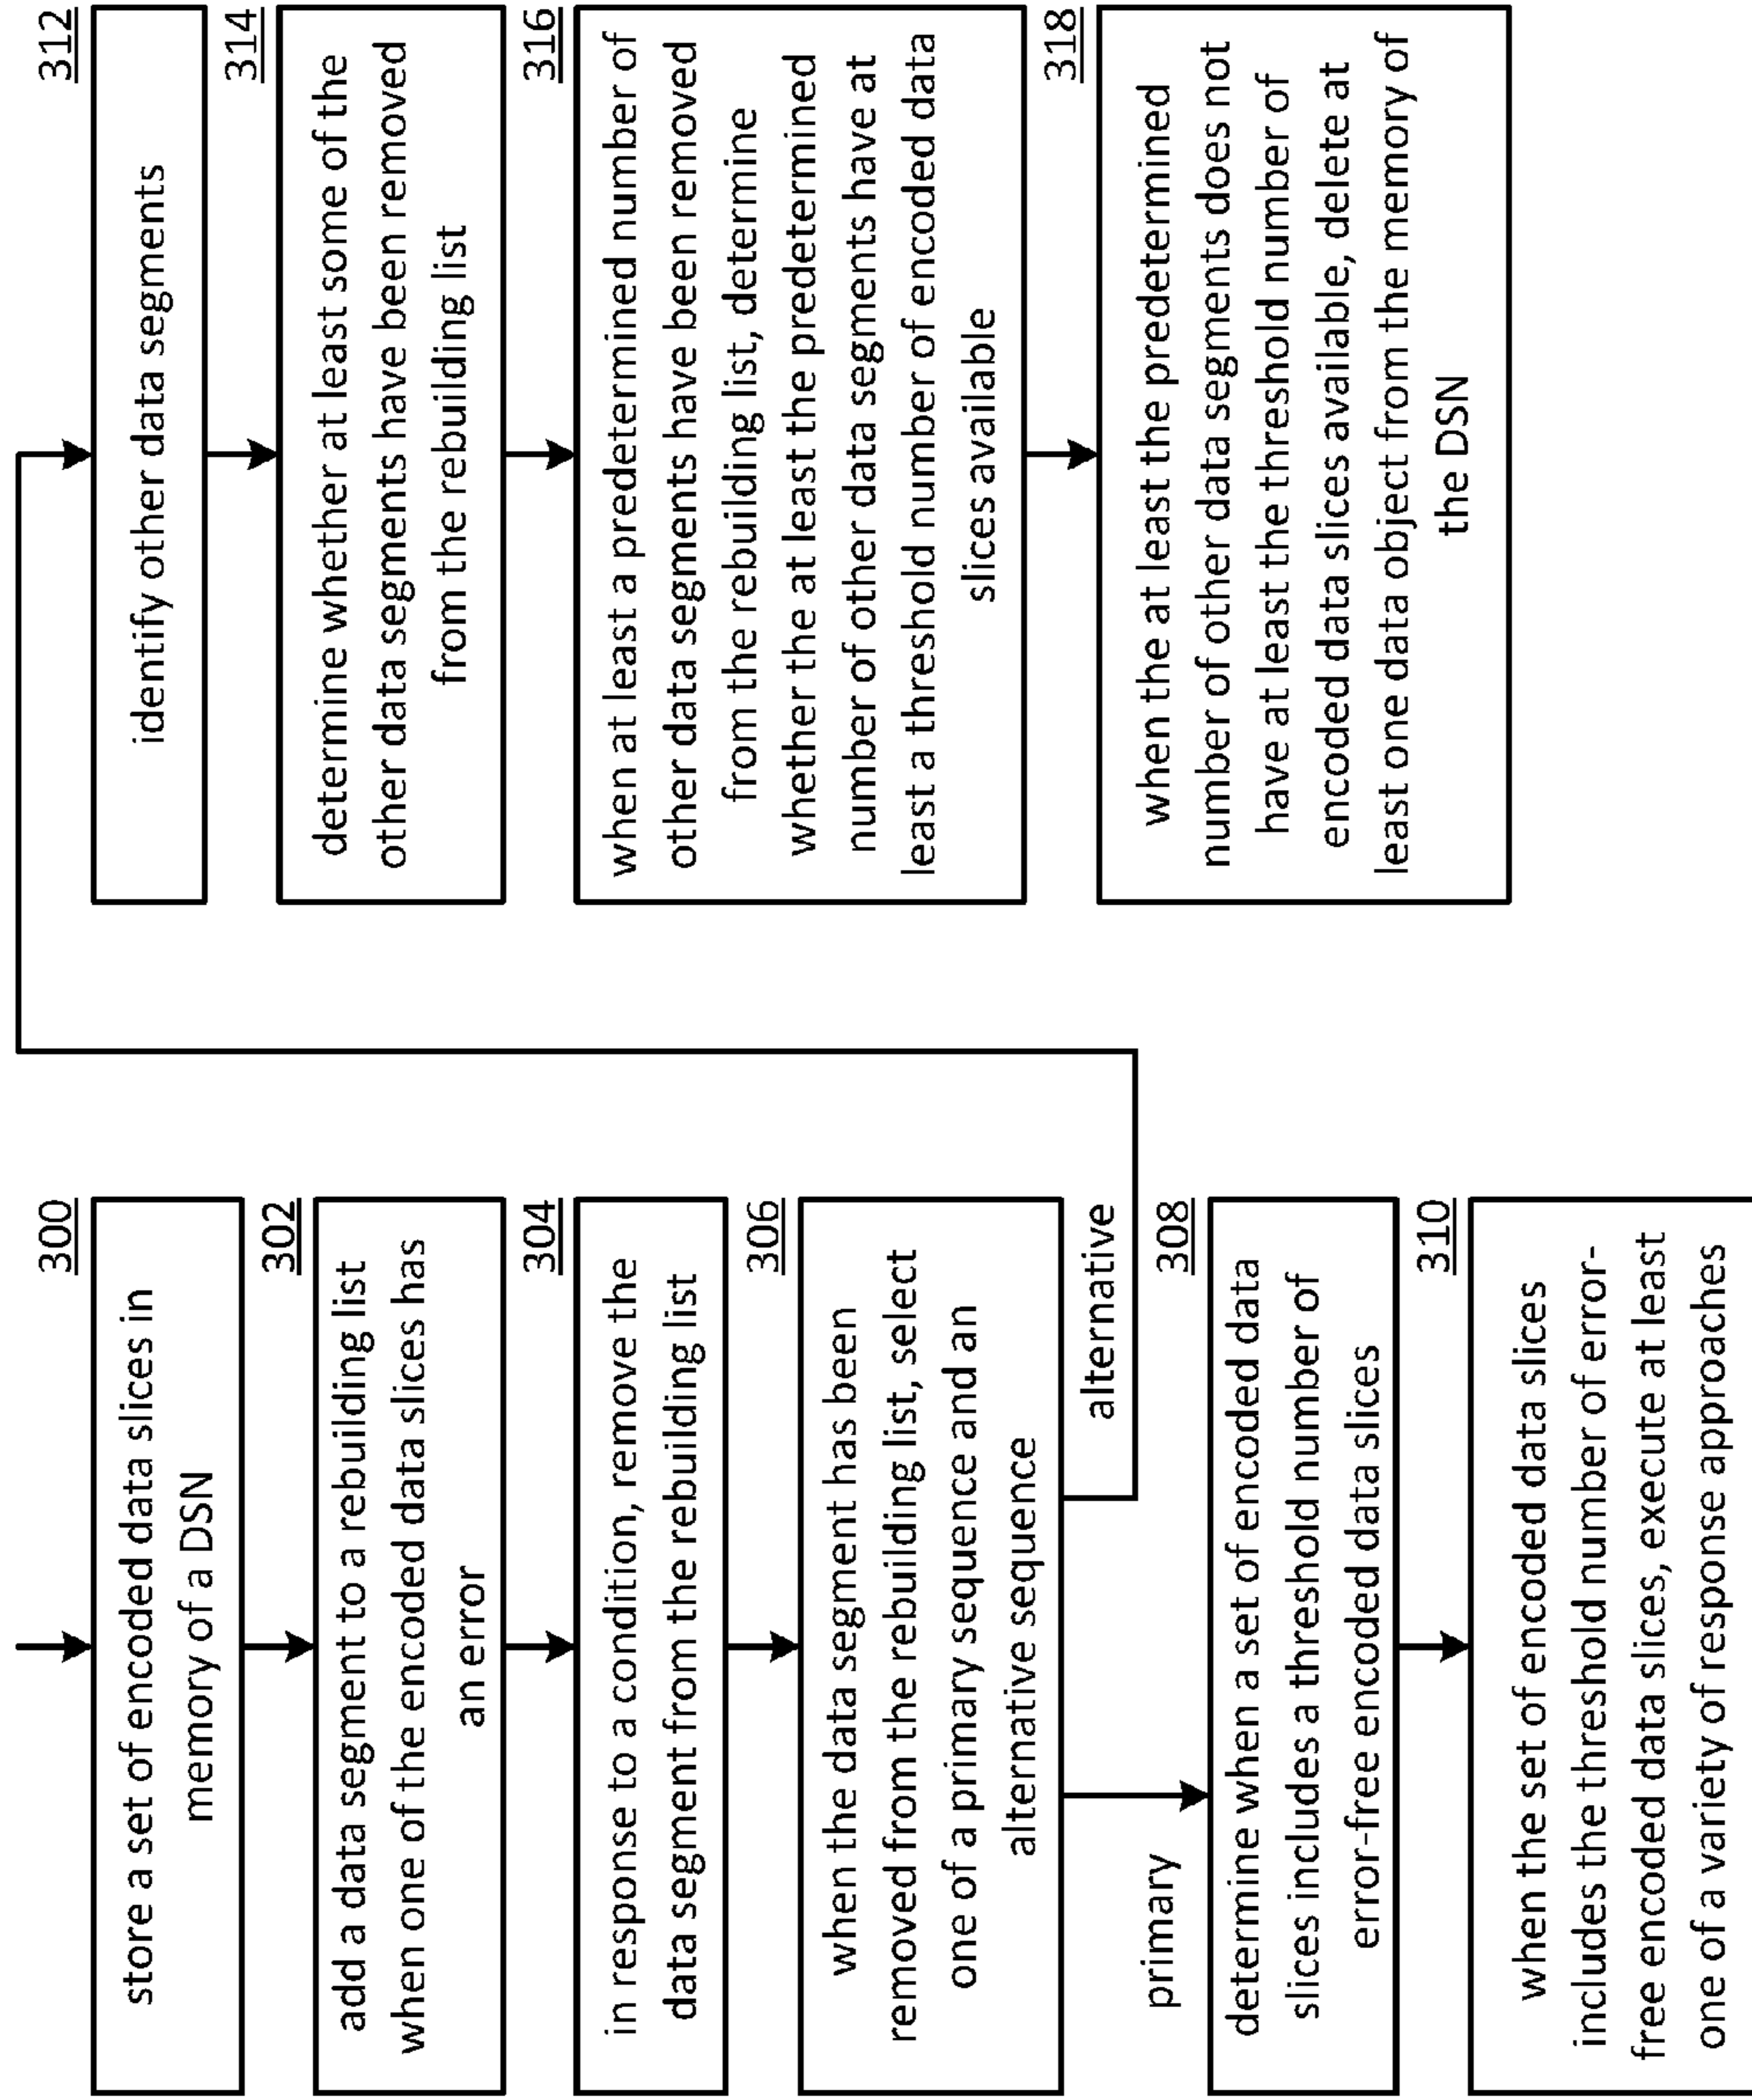 300
store a set of encoded data slices in
memory of a DSN
302
add a data segment to a rebuilding list
when one of the encoded data slices has
an error
304
in response to a condition, remove the
data segment from the rebuilding list
306
when the data segment has been
removed from the rebuilding list, select
one of a primary sequence and an
alternative sequence
primary
alternative
308
determine when a set of encoded data
slices includes a threshold number of
error-free encoded data slices
310
when the set of encoded data slices
includes the threshold number of error-
free encoded data slices, execute at least
one of a variety of response approaches
312
identify other data segments
314
determine whether at least some of the
other data segments have been removed
from the rebuilding list
316
when at least a predetermined number of
other data segments have been removed
from the rebuilding list, determine
whether the at least the predetermined
number of other data segments have at
least a threshold number of encoded data
slices available
318
when the at least the predetermined
number of other data segments does not
have at least the threshold number of
encoded data slices available, delete at
least one data object from the memory of
the DSN